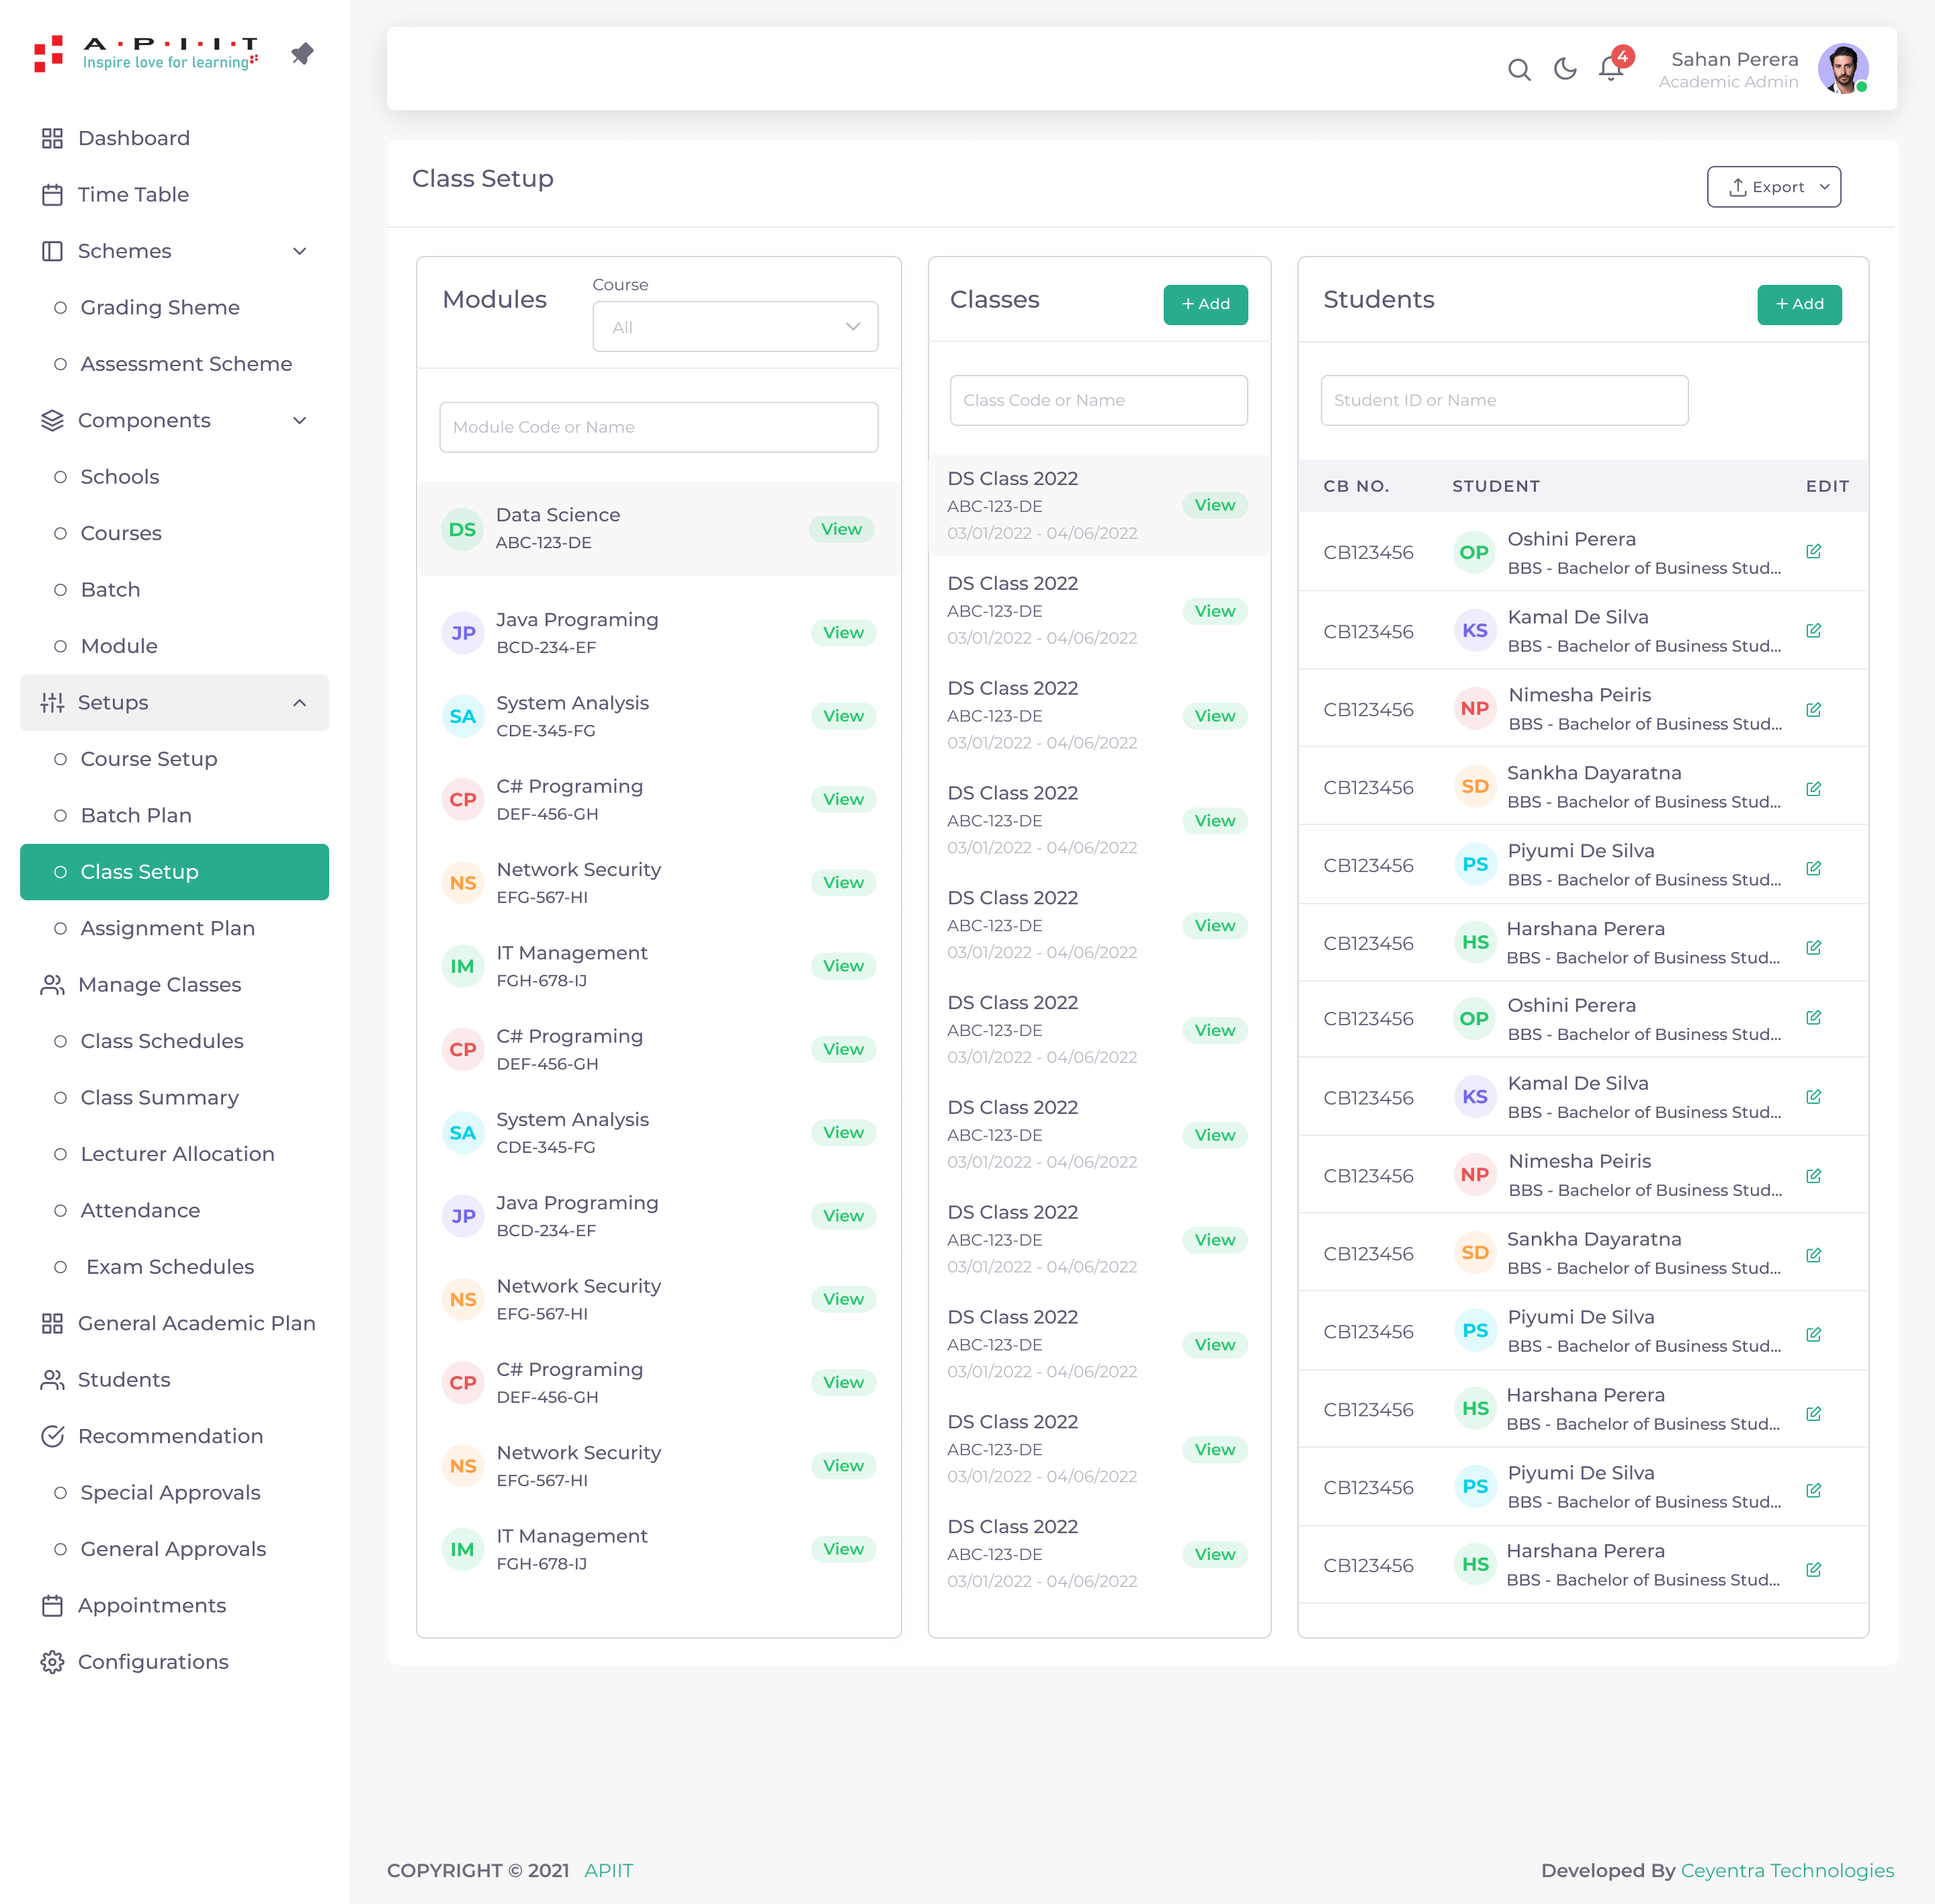 A·P·I·I·T
Inspire love for learning
Dashboard
Time Table
Schemes
Grading Sheme
Assessment Scheme
Components
Schools
Courses
Batch
Module
Setups
Course Setup
Batch Plan
Class Setup
Assignment Plan
Manage Classes
Class Schedules
Class Summary
Lecturer Allocation
Attendance
Exam Schedules
General Academic Plan
Students
Recommendation
Special Approvals
General Approvals
Appointments
Configurations
4
Sahan Perera
Academic Admin
Class Setup
Export
Modules
Course
All
Module Code or Name
DS Data Science View
ABC-123-DE
JP Java Programing View
BCD-234-EF
SA System Analysis View
CDE-345-FG
CP C# Programing View
DEF-456-GH
NS Network Security View
EFG-567-HI
IM IT Management View
FGH-678-IJ
CP C# Programing View
DEF-456-GH
SA System Analysis View
CDE-345-FG
JP Java Programing View
BCD-234-EF
NS Network Security View
EFG-567-HI
CP C# Programing View
DEF-456-GH
NS Network Security View
EFG-567-HI
IM IT Management View
FGH-678-IJ
Classes
+ Add
Class Code or Name
DS Class 2022
ABC-123-DE View
03/01/2022 - 04/06/2022
DS Class 2022
ABC-123-DE View
03/01/2022 - 04/06/2022
DS Class 2022
ABC-123-DE View
03/01/2022 - 04/06/2022
DS Class 2022
ABC-123-DE View
03/01/2022 - 04/06/2022
DS Class 2022
ABC-123-DE View
03/01/2022 - 04/06/2022
DS Class 2022
ABC-123-DE View
03/01/2022 - 04/06/2022
DS Class 2022
ABC-123-DE View
03/01/2022 - 04/06/2022
DS Class 2022
ABC-123-DE View
03/01/2022 - 04/06/2022
DS Class 2022
ABC-123-DE View
03/01/2022 - 04/06/2022
DS Class 2022
ABC-123-DE View
03/01/2022 - 04/06/2022
DS Class 2022
ABC-123-DE View
03/01/2022 - 04/06/2022
Students
+ Add
Student ID or Name
CB NO. STUDENT EDIT
CB123456 OP Oshini Perera
BBS - Bachelor of Business Stud...
CB123456 KS Kamal De Silva
BBS - Bachelor of Business Stud...
CB123456 NP Nimesha Peiris
BBS - Bachelor of Business Stud...
CB123456 SD Sankha Dayaratna
BBS - Bachelor of Business Stud...
CB123456 PS Piyumi De Silva
BBS - Bachelor of Business Stud...
CB123456 HS Harshana Perera
BBS - Bachelor of Business Stud...
CB123456 OP Oshini Perera
BBS - Bachelor of Business Stud...
CB123456 KS Kamal De Silva
BBS - Bachelor of Business Stud...
CB123456 NP Nimesha Peiris
BBS - Bachelor of Business Stud...
CB123456 SD Sankha Dayaratna
BBS - Bachelor of Business Stud...
CB123456 PS Piyumi De Silva
BBS - Bachelor of Business Stud...
CB123456 HS Harshana Perera
BBS - Bachelor of Business Stud...
CB123456 PS Piyumi De Silva
BBS - Bachelor of Business Stud...
CB123456 HS Harshana Perera
BBS - Bachelor of Business Stud...
COPYRIGHT © 2021 APIIT
Developed By Ceyentra Technologies